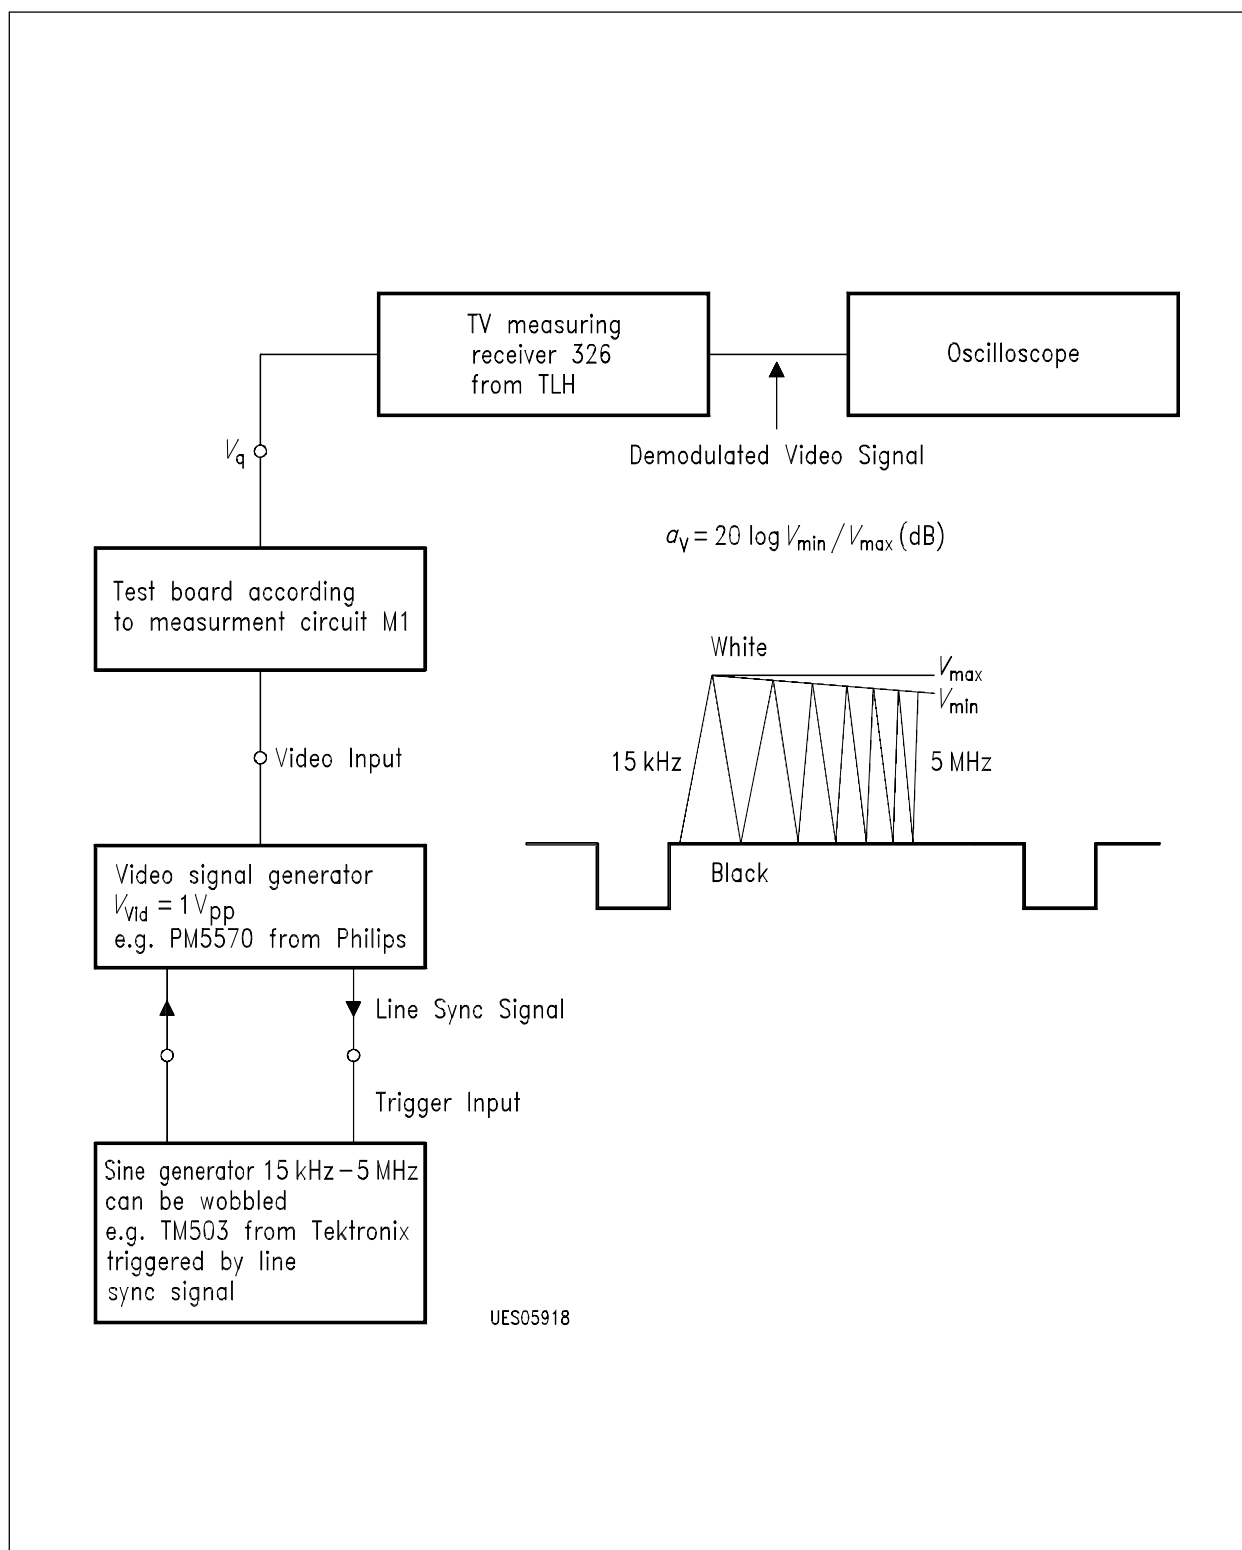 TV measuring
receiver 326
from TLH
Oscilloscope
Vq
Demodulated Video Signal
aV = 20 log Vmin / Vmax (dB)
Test board according
to measurment circuit M1
White
Vmax
Vmin
15 kHz
5 MHz
Video Input
Black
Video signal generator
VVid = 1 Vpp
e.g. PM5570 from Philips
Line Sync Signal
Trigger Input
Sine generator 15 kHz – 5 MHz
can be wobbled
e.g. TM503 from Tektronix
triggered by line
sync signal
UES05918